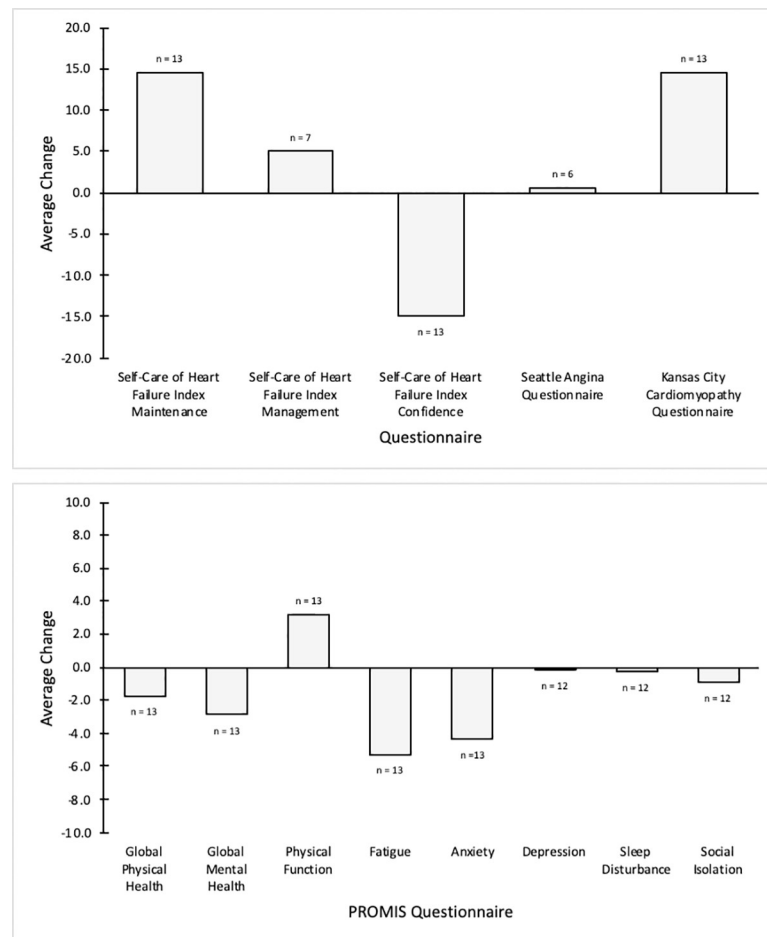 20.0
15.0
10.0
5.0
0.0
-5.0
-10.0
-15.0
-20.0
Average Change
n = 13
n = 7
n = 13
n = 6
n = 13
Self-Care of Heart
Failure Index
Maintenance
Self-Care of Heart
Failure Index
Management
Self-Care of Heart
Failure Index
Confidence
Seattle Angina
Questionnaire
Kansas City
Cardiomyopathy
Questionnaire
Questionnaire
10.0
8.0
6.0
4.0
2.0
0.0
-2.0
-4.0
-6.0
-8.0
-10.0
Average Change
n = 13
n = 13
n = 13
n = 13
n =13
n = 12
n = 12
n = 12
Global
Physical
Health
Global
Mental
Health
Physical
Function
Fatigue
Anxiety
Depression
Sleep
Disturbance
Social
Isolation
PROMIS Questionnaire